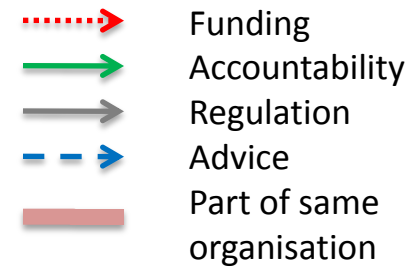 Funding
Accountability
Regulation
Advice
Part of same
organisation